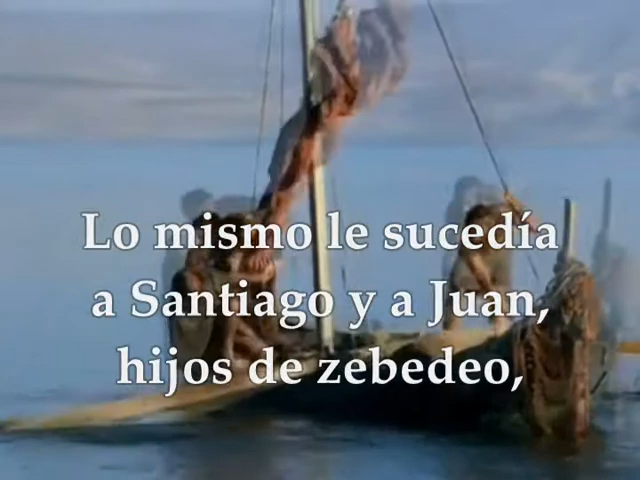 Lo mismo le sucedía
a Santiago y a Juan,
hijos de zebedeo,